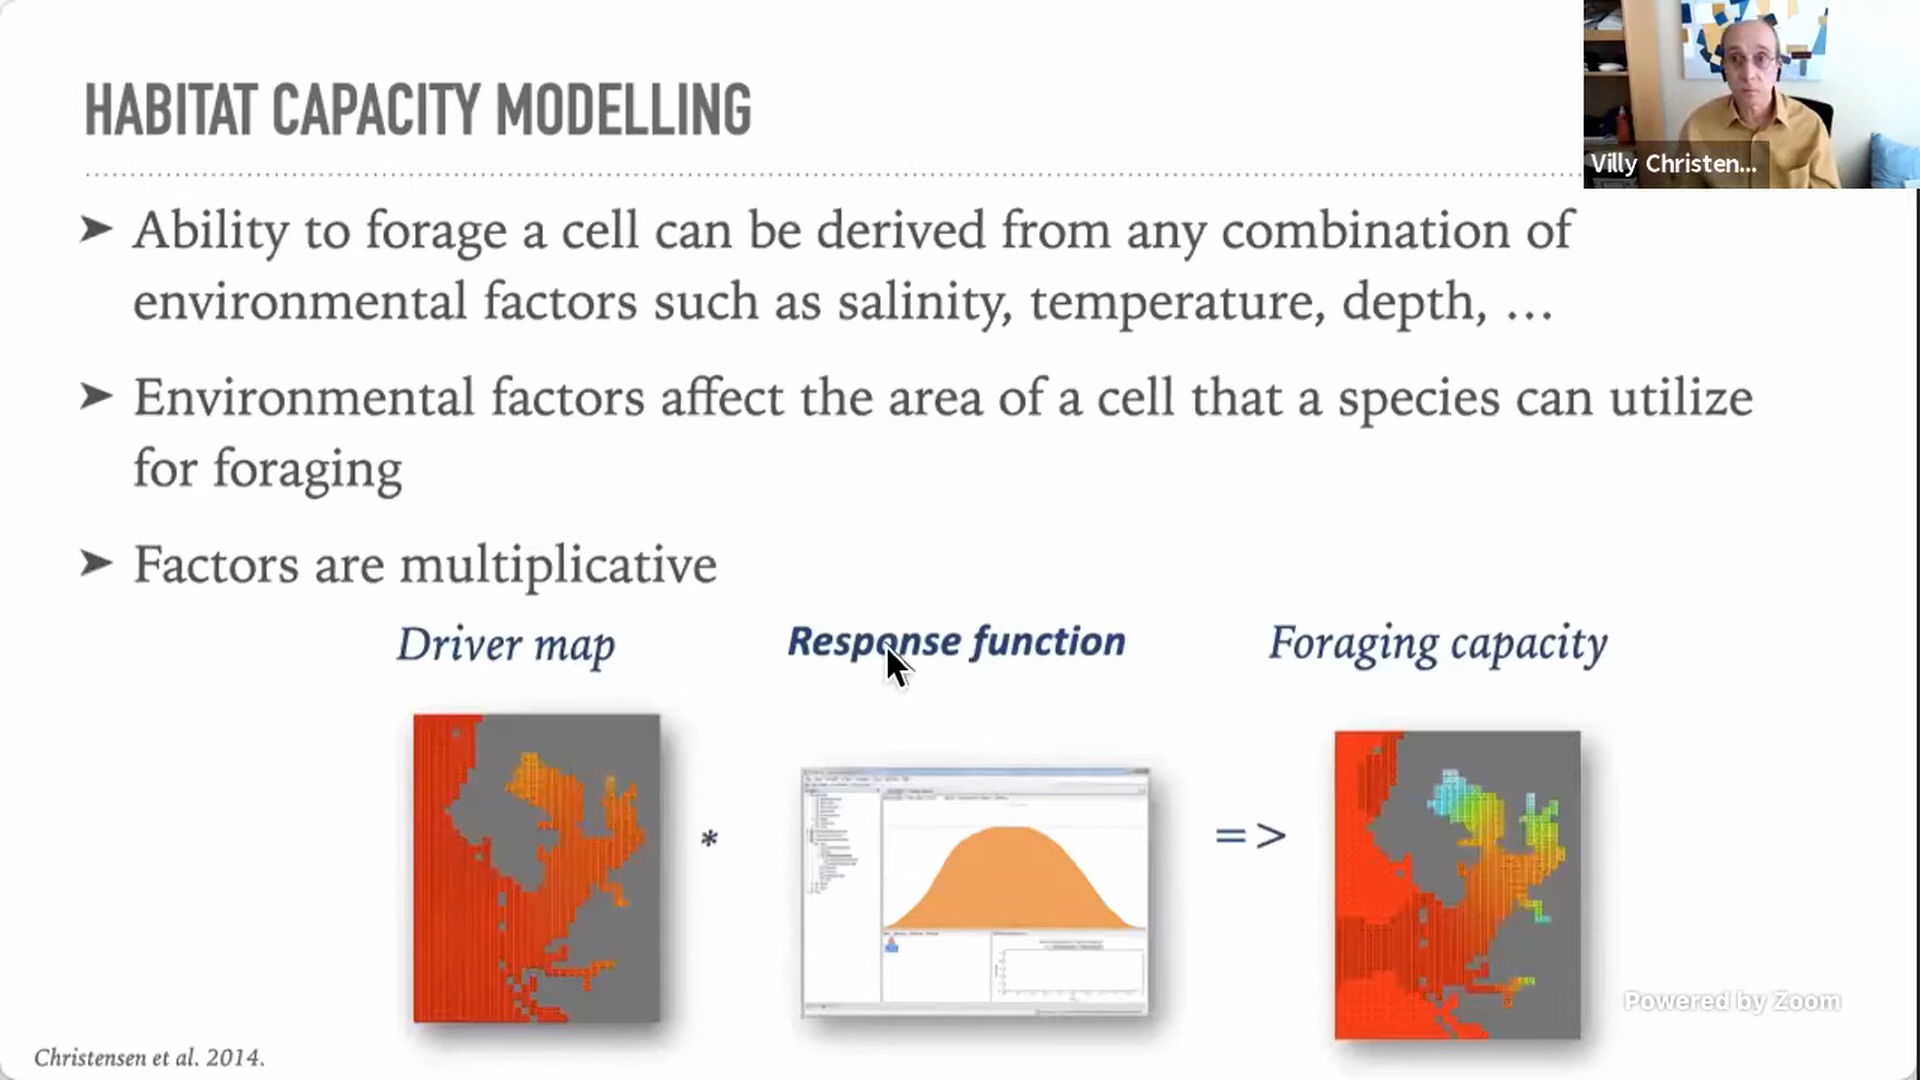 HABITAT CAPACITY MODELLING
Villy Christen...
➤ Ability to forage a cell can be derived from any combination of
environmental factors such as salinity, temperature, depth, ...
➤ Environmental factors affect the area of a cell that a species can utilize
for foraging
➤ Factors are multiplicative
Driver map
Response function
Foraging capacity
*
=>
Powered by Zoom
Christensen et al. 2014.